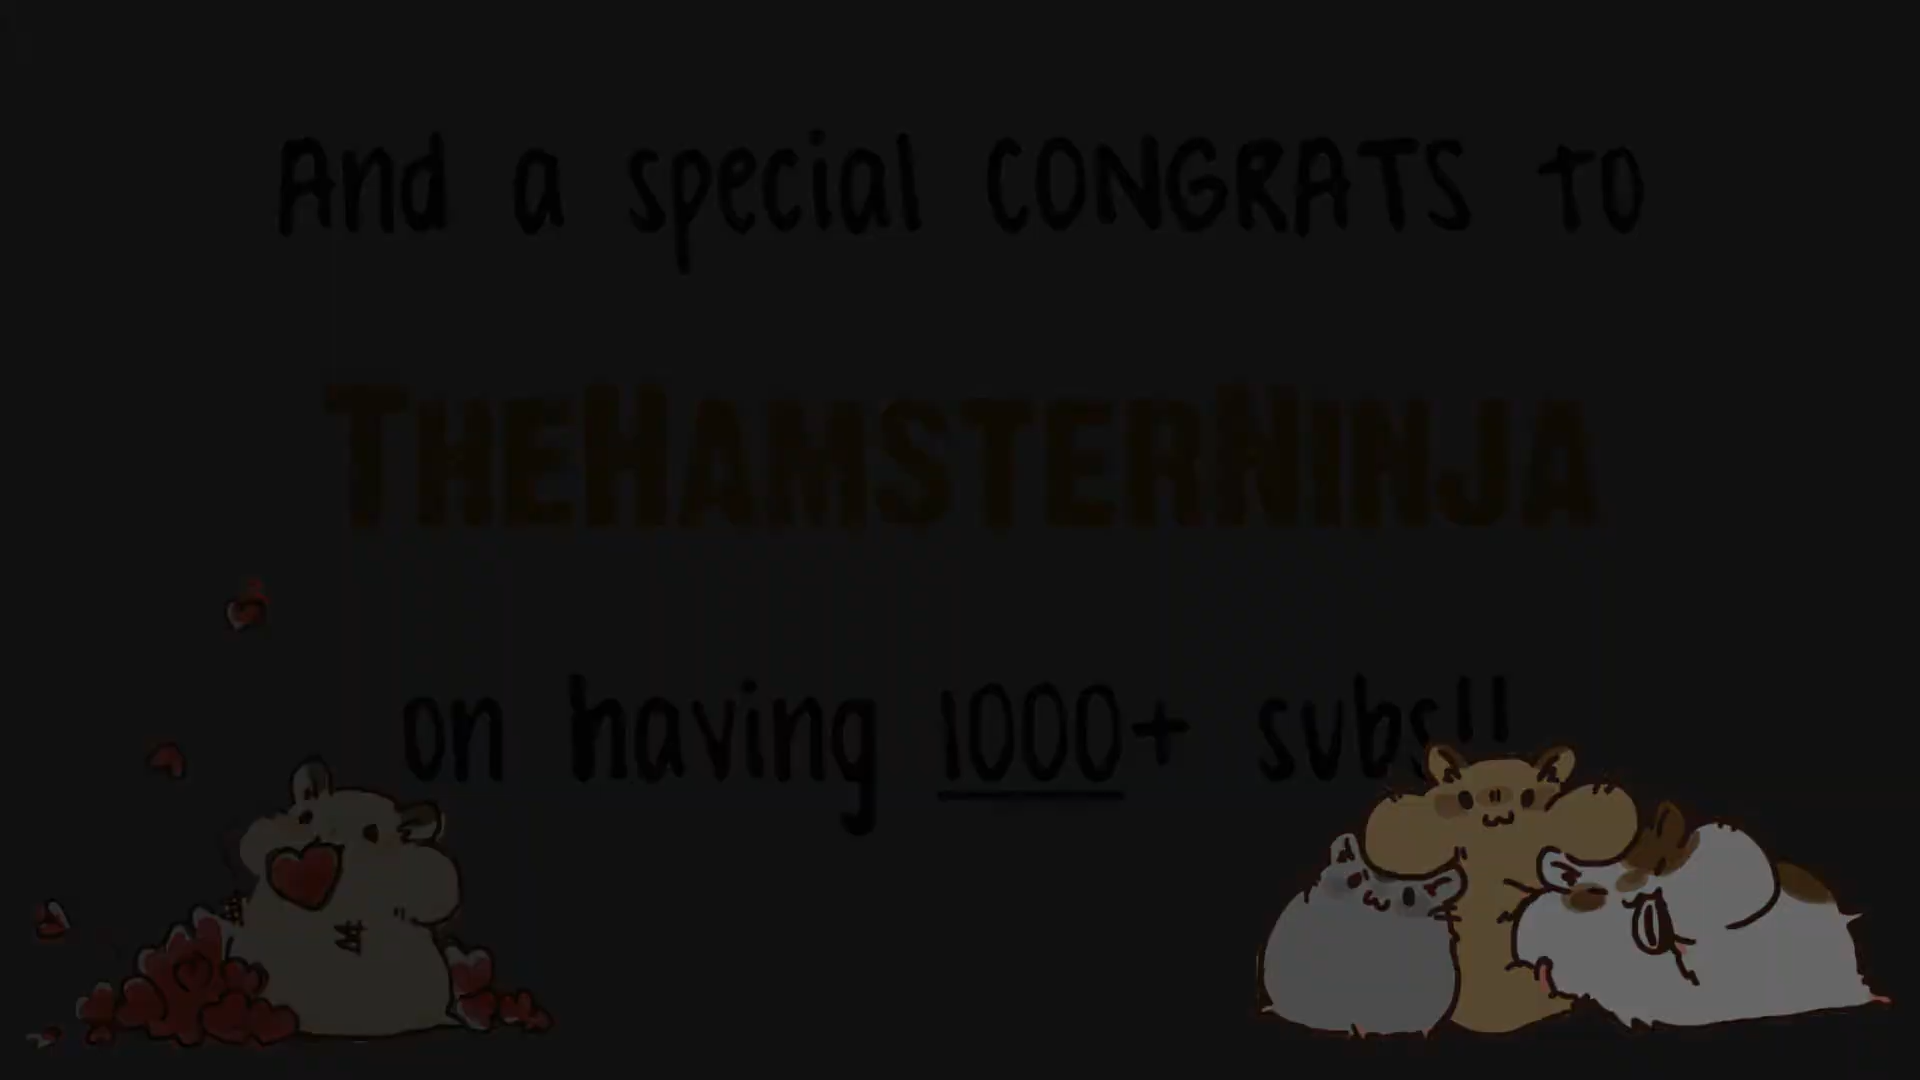 And a special CONGRATS to
TheHamsterNinja
on having 1000+ subs!!